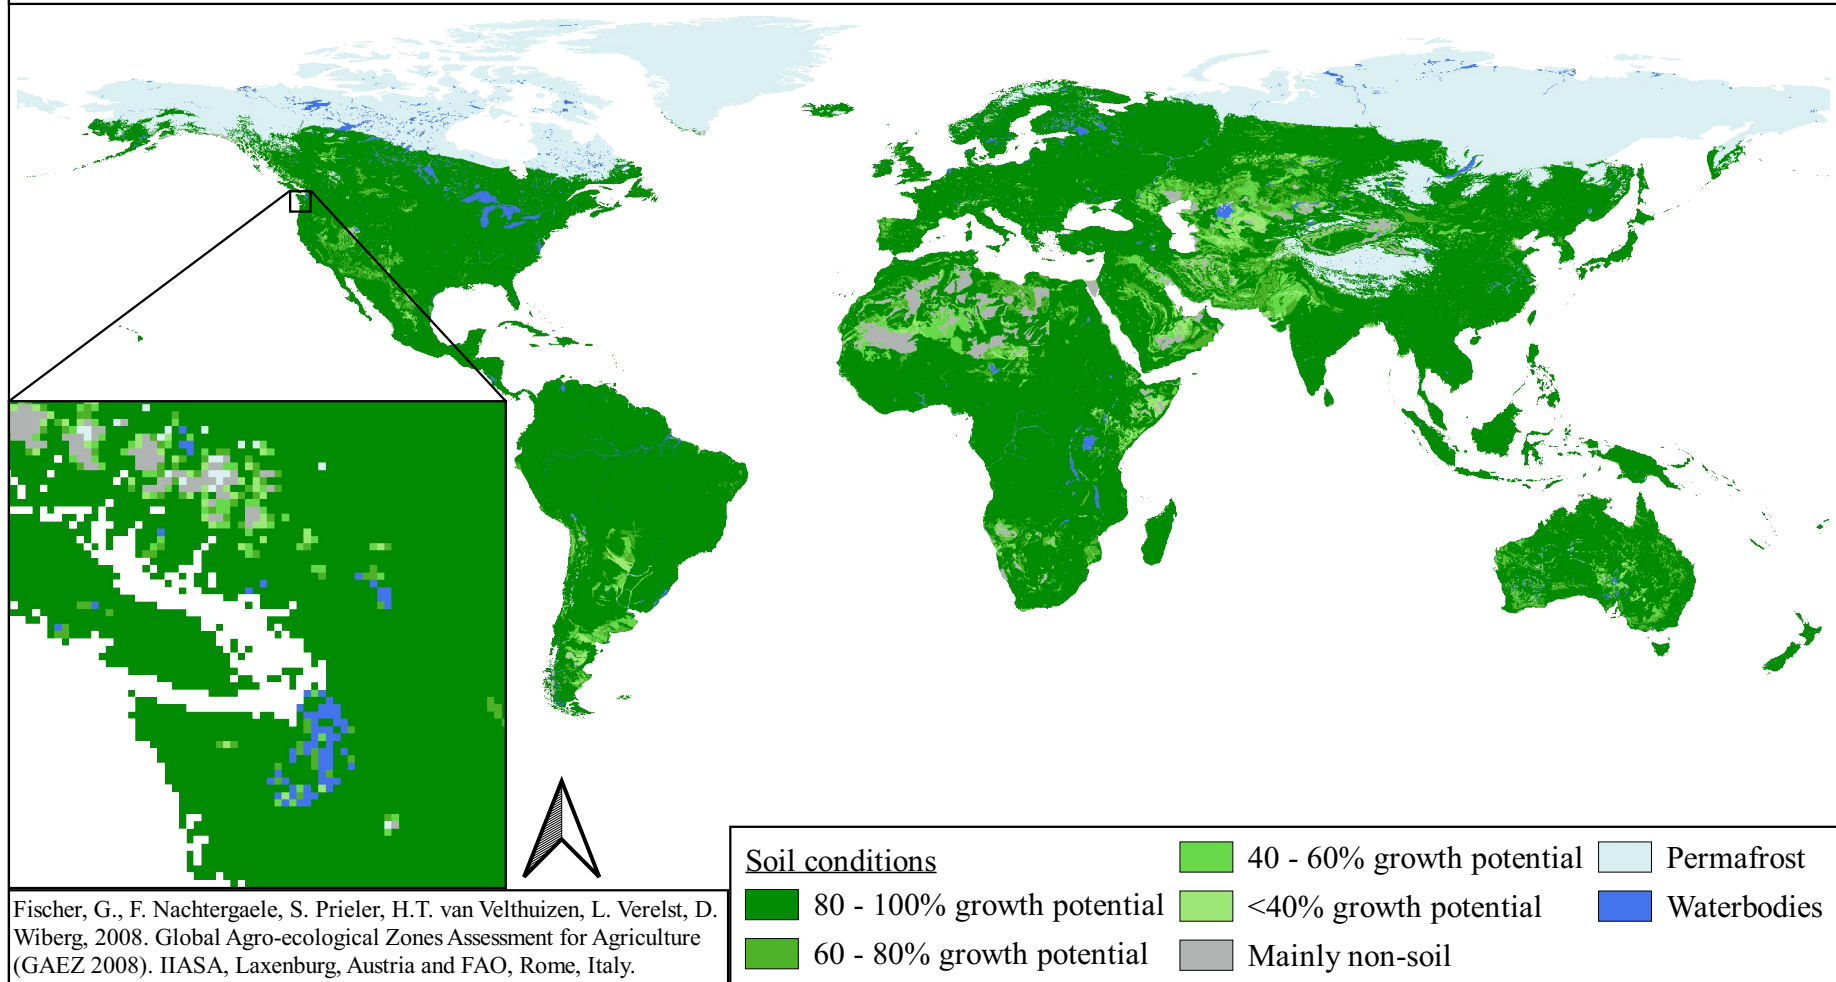 Soil conditions
80 - 100% growth potential
60 - 80% growth potential
40 - 60% growth potential
<40% growth potential
Mainly non-soil
Permafrost
Waterbodies
Fischer, G., F. Nachtergaele, S. Prieler, H.T. van Velthuizen, L. Verelst, D.
Wiberg, 2008. Global Agro-ecological Zones Assessment for Agriculture
(GAEZ 2008). IIASA, Laxenburg, Austria and FAO, Rome, Italy.